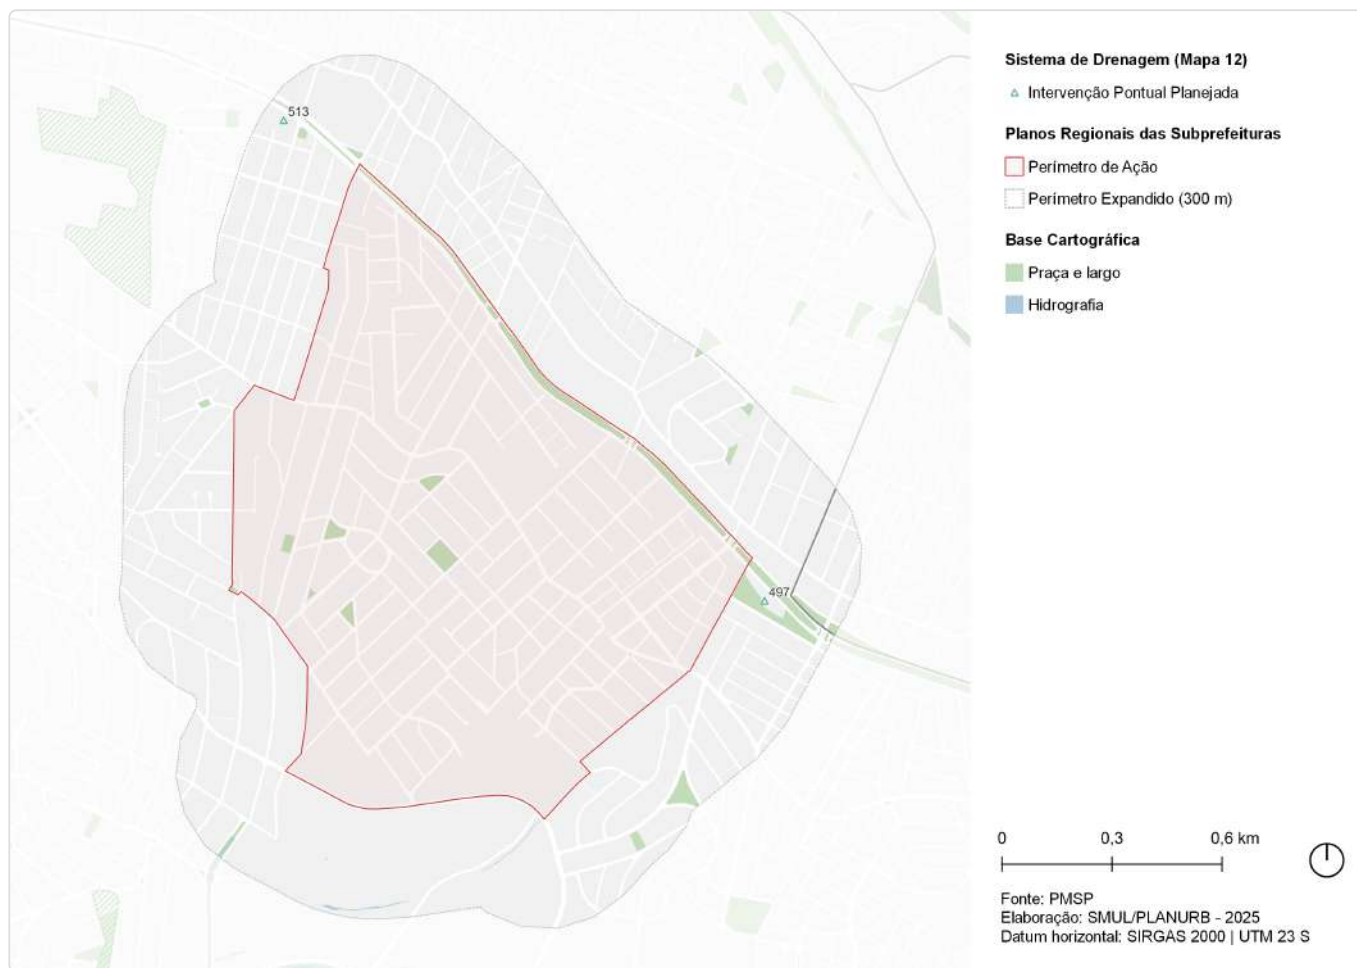 513
497
Sistema de Drenagem (Mapa 12)
Intervenção Pontual Planejada
Planos Regionais das Subprefeituras
Perímetro de Ação
Perímetro Expandido (300 m)
Base Cartográfica
Praça e largo
Hidrografia
0 0,3 0,6 km
Fonte: PMSP
Elaboração: SMUL/PLANURB - 2025
Datum horizontal: SIRGAS 2000 | UTM 23 S